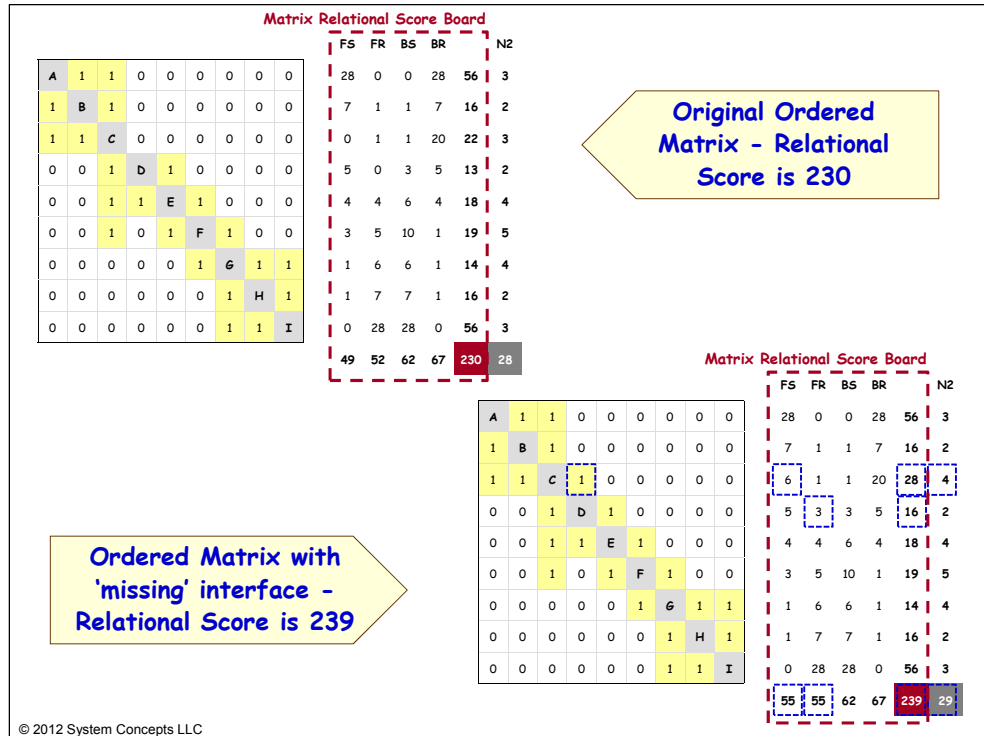 Matrix Relational Score Board
FS FR BS BR N2
A 1 1 0 0 0 0 0 0 28 0 0 28 56 3
1 B 1 0 0 0 0 0 0 7 1 1 7 16 2
1 1 C 0 0 0 0 0 0 0 1 1 20 22 3
0 0 1 D 1 0 0 0 0 5 0 3 5 13 2
0 0 1 1 E 1 0 0 0 4 4 6 4 18 4
0 0 1 0 1 F 1 0 0 3 5 10 1 19 5
0 0 0 0 0 1 G 1 1 1 6 6 1 14 4
0 0 0 0 0 0 1 H 1 1 7 7 1 16 2
0 0 0 0 0 0 1 1 I 0 28 28 0 56 3
49 52 62 67 230 28
Original Ordered
Matrix - Relational
Score is 230
Matrix Relational Score Board
FS FR BS BR N2
A 1 1 0 0 0 0 0 0 28 0 0 28 56 3
1 B 1 0 0 0 0 0 0 7 1 1 7 16 2
1 1 C 1 0 0 0 0 0 6 1 1 20 28 4
0 0 1 D 1 0 0 0 0 5 3 3 5 16 2
0 0 1 1 E 1 0 0 0 4 4 6 4 18 4
0 0 1 0 1 F 1 0 0 3 5 10 1 19 5
0 0 0 0 0 1 G 1 1 1 6 6 1 14 4
0 0 0 0 0 0 1 H 1 1 7 7 1 16 2
0 0 0 0 0 0 1 1 I 0 28 28 0 56 3
55 55 62 67 239 29
Ordered Matrix with
'missing' interface -
Relational Score is 239
© 2012 System Concepts LLC